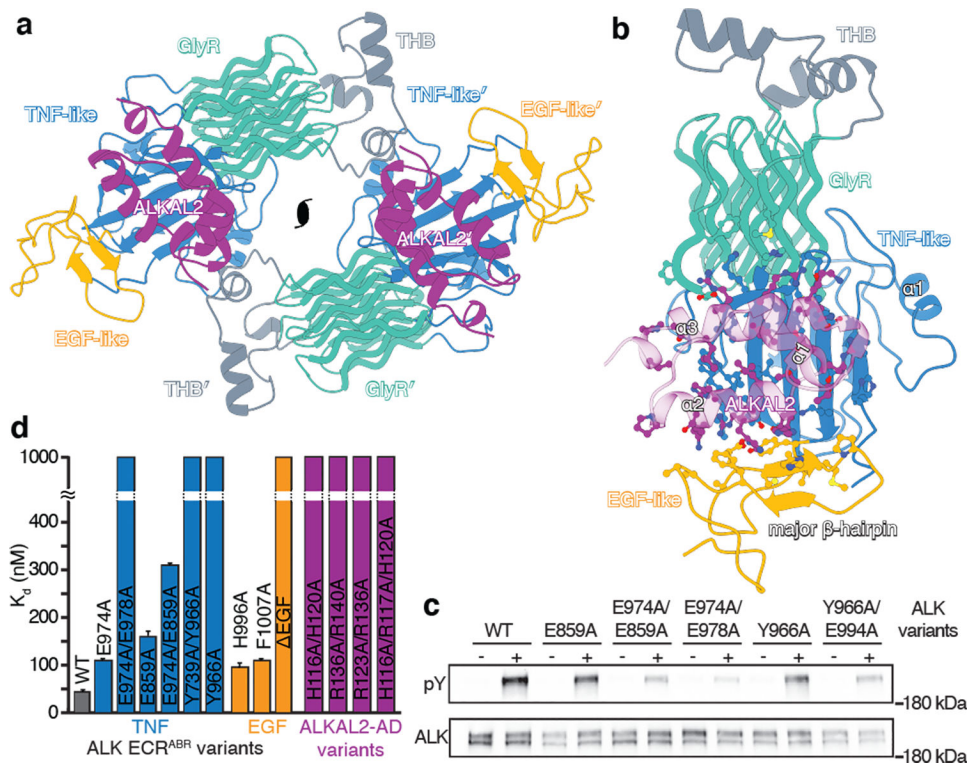 a
GlyR
THB
TNF-like
TNF-like′
EGF-like′
ALKAL2
ALKAL2′
EGF-like
THB′
GlyR′
b
THB
GlyR
TNF-like
α1
α3
α1
α2
ALKAL2
EGF-like
major β-hairpin
c
WT
E859A
E974A/
E859A
E974A/
E978A
Y966A
Y966A/
E994A
ALK
variants
- + - + - + - + - + - +
pY
180 kDa
ALK
180 kDa
d
K_d (nM)
1000
≈
400
300
200
100
0
WT
E974A
E974A/E978A
E859A
E974A/E859A
Y739A/Y966A
Y966A
H996A
F1007A
ΔEGF
H116A/H120A
R136A/R140A
R123A/R136A
H116A/R117A/H120A
TNF
EGF
ALK ECR^ABR variants
ALKAL2-AD
variants